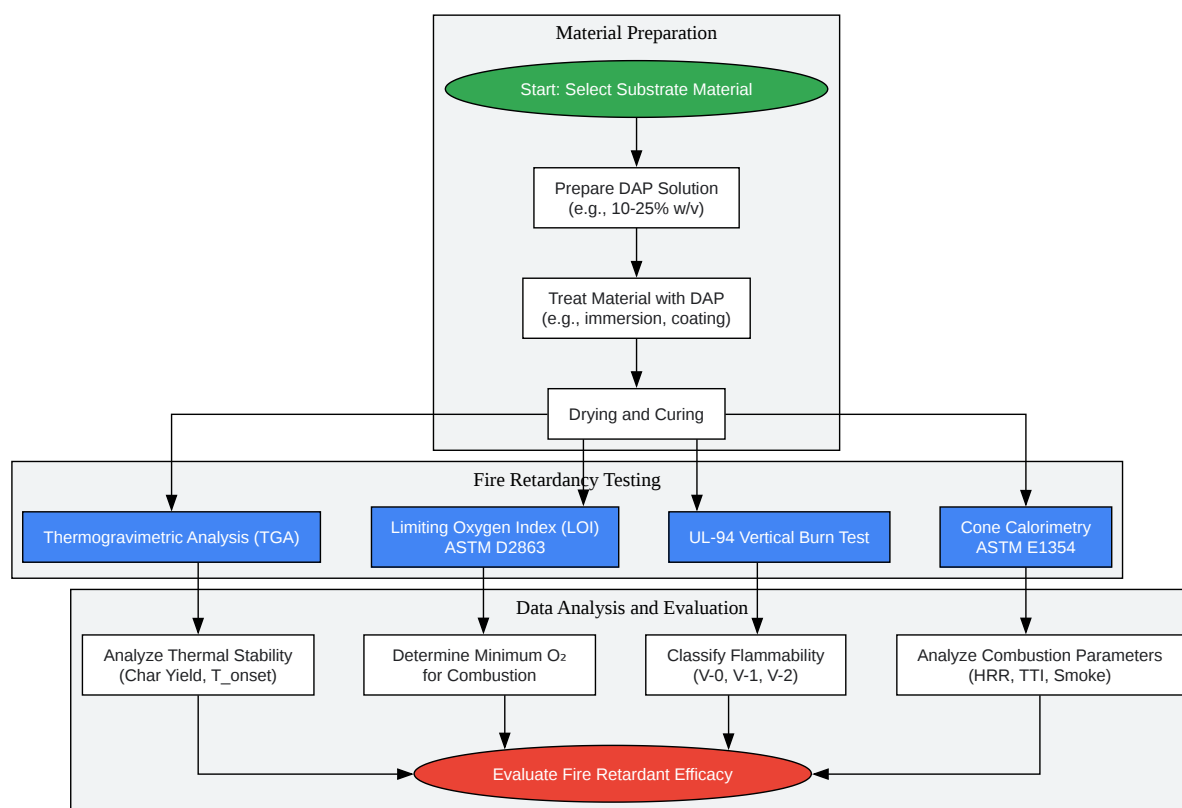 Material Preparation
Start: Select Substrate Material
Prepare DAP Solution
(e.g., 10-25% w/v)
Treat Material with DAP
(e.g., immersion, coating)
Drying and Curing
Fire Retardancy Testing
Thermogravimetric Analysis (TGA)
Limiting Oxygen Index (LOI)
ASTM D2863
UL-94 Vertical Burn Test
Cone Calorimetry
ASTM E1354
Data Analysis and Evaluation
Analyze Thermal Stability
(Char Yield, T_onset)
Determine Minimum O₂
for Combustion
Classify Flammability
(V-0, V-1, V-2)
Analyze Combustion Parameters
(HRR, TTI, Smoke)
Evaluate Fire Retardant Efficacy